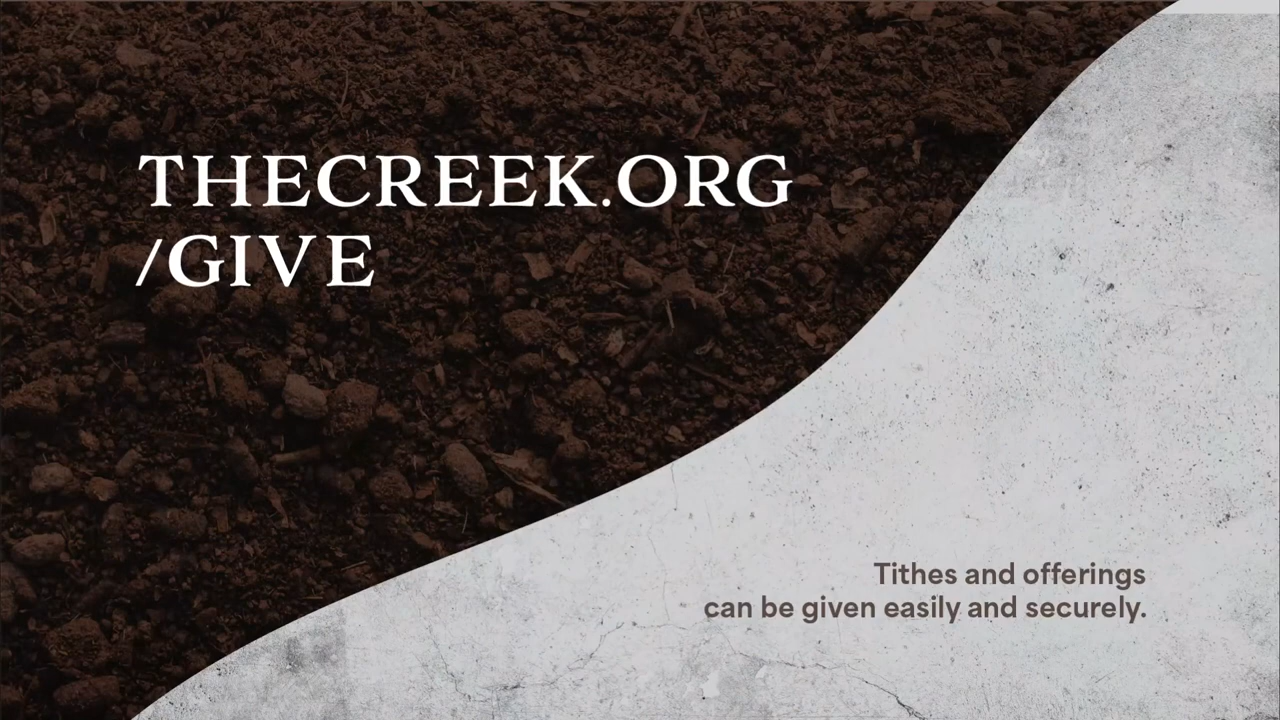 THECREEK.ORG
/GIVE
Tithes and offerings
can be given easily and securely.